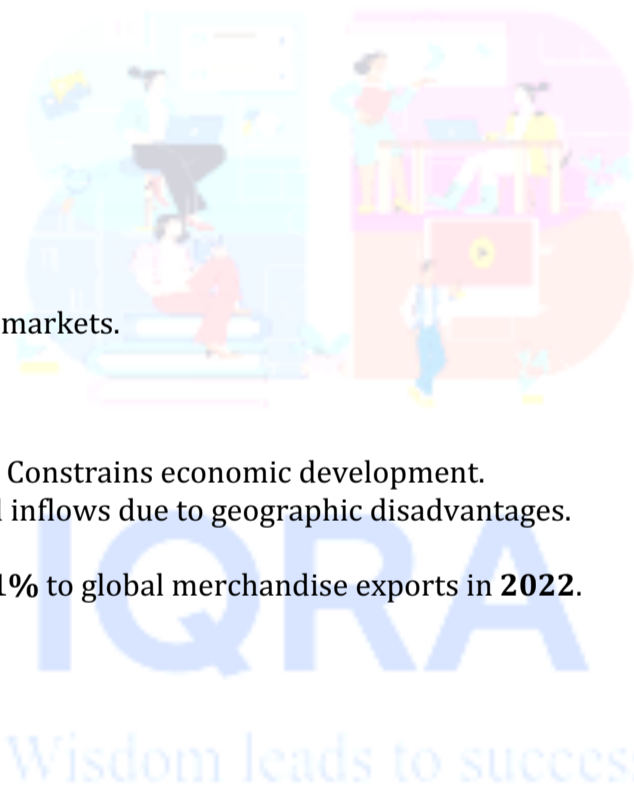 markets.
Constrains economic development.
inflows due to geographic disadvantages.
1% to global merchandise exports in 2022.
IQRA
Wisdom leads to succes